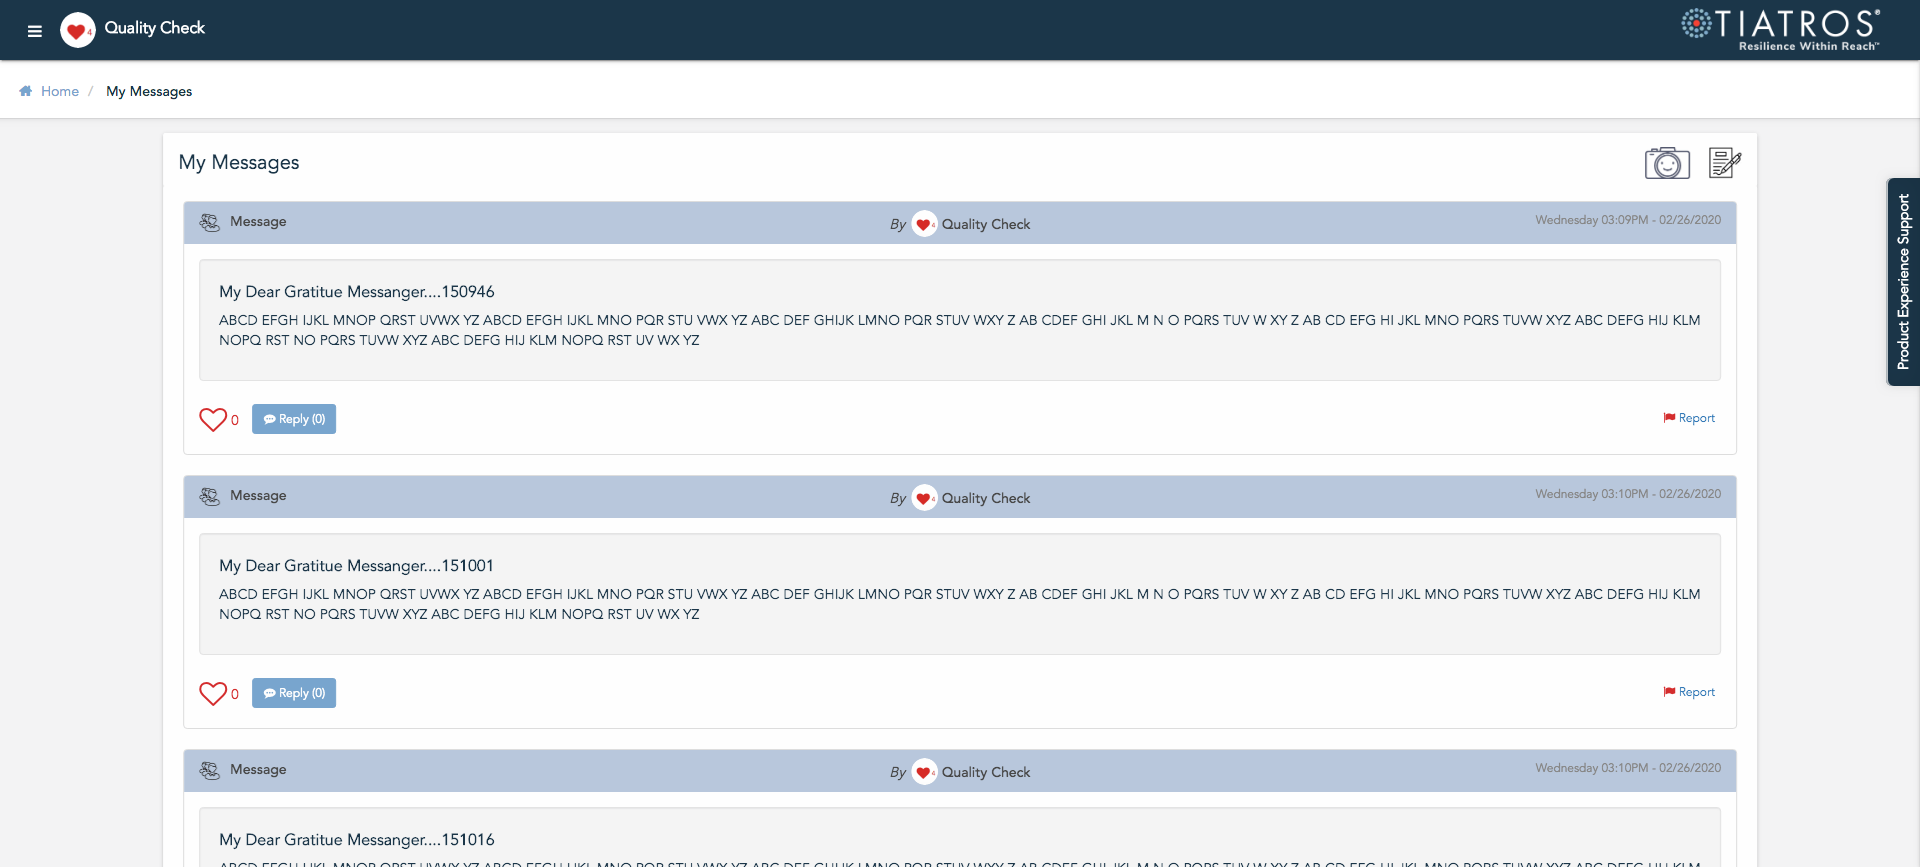 Quality Check
TIATROS®
Resilience Within Reach™
Home / My Messages
My Messages
Product Experience Support
Message
By Quality Check
Wednesday 03:09PM - 02/26/2020
My Dear Gratitue Messanger....150946
ABCD EFGH IJKL MNOP QRST UVWX YZ ABCD EFGH IJKL MNO PQR STU VWX YZ ABC DEF GHIJK LMNO PQR STUV WXY Z AB CDEF GHI JKL M N O PQRS TUV W XY Z AB CD EFG HI JKL MNO PQRS TUVW XYZ ABC DEFG HIJ KLM
NOPQ RST NO PQRS TUVW XYZ ABC DEFG HIJ KLM NOPQ RST UV WX YZ
0
Reply (0)
Report
Message
By Quality Check
Wednesday 03:10PM - 02/26/2020
My Dear Gratitue Messanger....151001
ABCD EFGH IJKL MNOP QRST UVWX YZ ABCD EFGH IJKL MNO PQR STU VWX YZ ABC DEF GHIJK LMNO PQR STUV WXY Z AB CDEF GHI JKL M N O PQRS TUV W XY Z AB CD EFG HI JKL MNO PQRS TUVW XYZ ABC DEFG HIJ KLM
NOPQ RST NO PQRS TUVW XYZ ABC DEFG HIJ KLM NOPQ RST UV WX YZ
0
Reply (0)
Report
Message
By Quality Check
Wednesday 03:10PM - 02/26/2020
My Dear Gratitue Messanger....151016